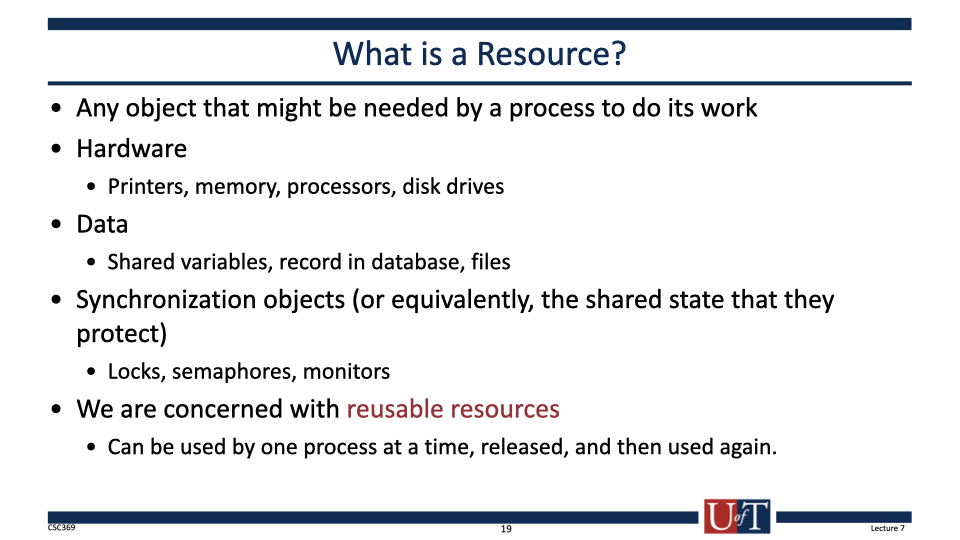 What is a Resource?
• Any object that might be needed by a process to do its work
• Hardware
• Printers, memory, processors, disk drives
• Data
• Shared variables, record in database, files
• Synchronization objects (or equivalently, the shared state that they
protect)
• Locks, semaphores, monitors
• We are concerned with reusable resources
• Can be used by one process at a time, released, and then used again.
CSC369
19
U of T
Lecture 7